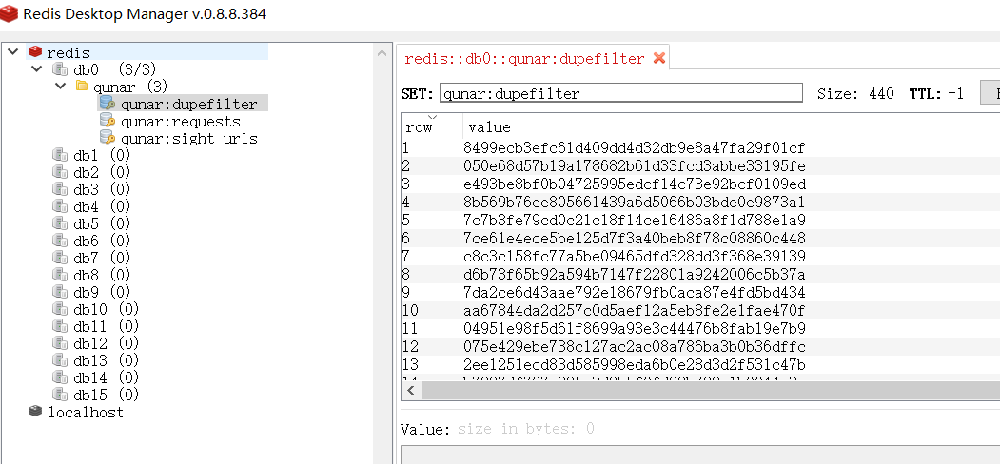 Redis Desktop Manager v.0.8.8.384
redis
db0 (3/3)
qunar (3)
qunar:dupefilter
qunar:requests
qunar:sight_urls
db1 (0)
db2 (0)
db3 (0)
db4 (0)
db5 (0)
db6 (0)
db7 (0)
db8 (0)
db9 (0)
db10 (0)
db11 (0)
db12 (0)
db13 (0)
db14 (0)
db15 (0)
localhost
redis::db0::qunar:dupefilter
SET: qunar:dupefilter Size: 440 TTL: -1
row value
1 8499ecb3efc61d409dd4d32db9e8a47fa29f01cf
2 050e68d57b19a178682b61d33fcd3abbe33195fe
3 e493be8bf0b04725995edcf14c73e92bcf0109ed
4 8b569b76ee805661439a6d5066b03bde0e9873a1
5 7c7b3fe79cd0c21c18f14ce16486a8f1d788e1a9
6 7ce61e4ece5be125d7f3a40beb8f78c08860c448
7 c8c3c158fc77a5be09465dfd328dd3f368e39139
8 d6b73f65b92a594b7147f22801a9242006c5b37a
9 7da2ce6d43aae792e18679fb0aca87e4fd5bd434
10 aa67844da2d257c0d5aef12a5eb8fe2e1fae470f
11 04951e98f5d61f8699a93e3c44476b8fab19e7b9
12 075e429ebe738c127ac2ac08a786ba3b0b36dffc
13 2ee1251ecd83d585998eda6b0e28d3d2f531c47b
Value: size in bytes: 0